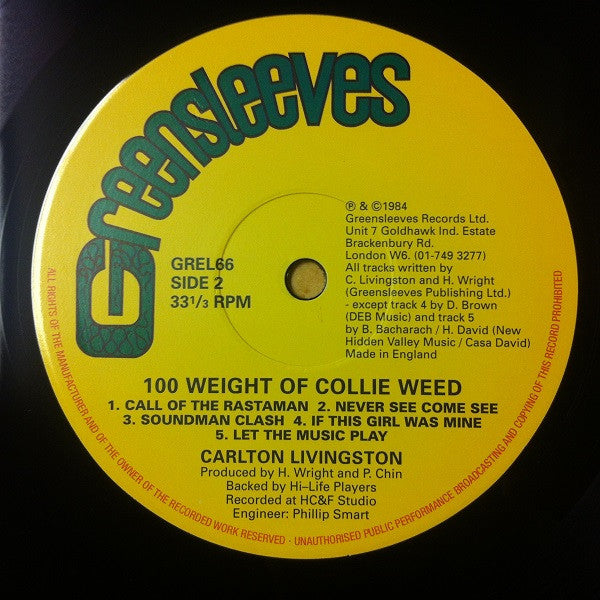 Greensleeves
GREL66
SIDE 2
33 1/3 RPM
℗ & ©1984
Greensleeves Records Ltd.
Unit 7 Goldhawk Ind. Estate
Brackenbury Rd.
London W6. (01-749 3277)
All tracks written by
C. Livingston and H. Wright
(Greensleeves Publishing Ltd.)
- except track 4 by D. Brown
(DEB Music) and track 5
by B. Bacharach / H. David (New
Hidden Valley Music / Casa David)
Made in England
100 WEIGHT OF COLLIE WEED
1. CALL OF THE RASTAMAN 2. NEVER SEE COME SEE
3. SOUNDMAN CLASH 4. IF THIS GIRL WAS MINE
5. LET THE MUSIC PLAY
CARLTON LIVINGSTON
Produced by H. Wright and P. Chin
Backed by Hi-Life Players
Recorded at HC&F Studio
Engineer: Phillip Smart
ALL RIGHTS OF THE MANUFACTURER AND OF THE OWNER OF THE RECORDED WORK RESERVED - UNAUTHORISED PUBLIC PERFORMANCE BROADCASTING AND COPYING OF THIS RECORD PROHIBITED